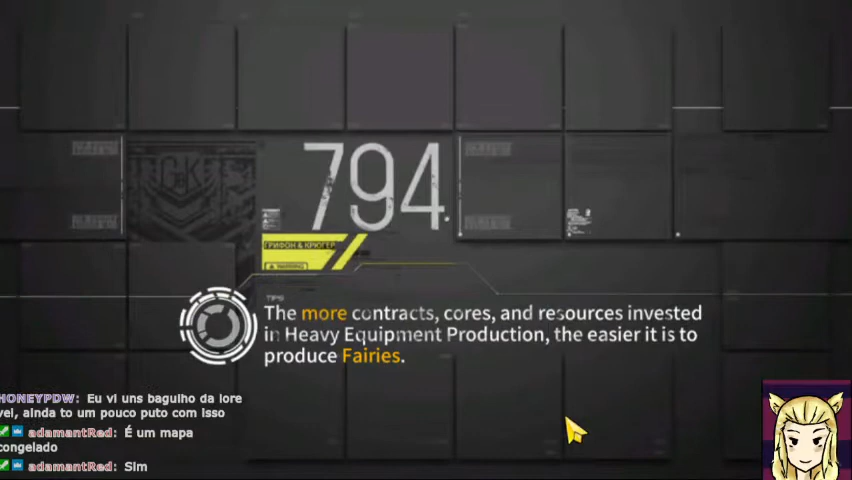 G&K
794.
ГРИФОН & КРЮГЕР
WARNING
TIPS
The more contracts, cores, and resources invested
in Heavy Equipment Production, the easier it is to
produce Fairies.
HONEYPDW: Eu vi uns bagulho da lore
vei, ainda to um pouco puto com isso
adamantRed: É um mapa
congelado
adamantRed: Sim